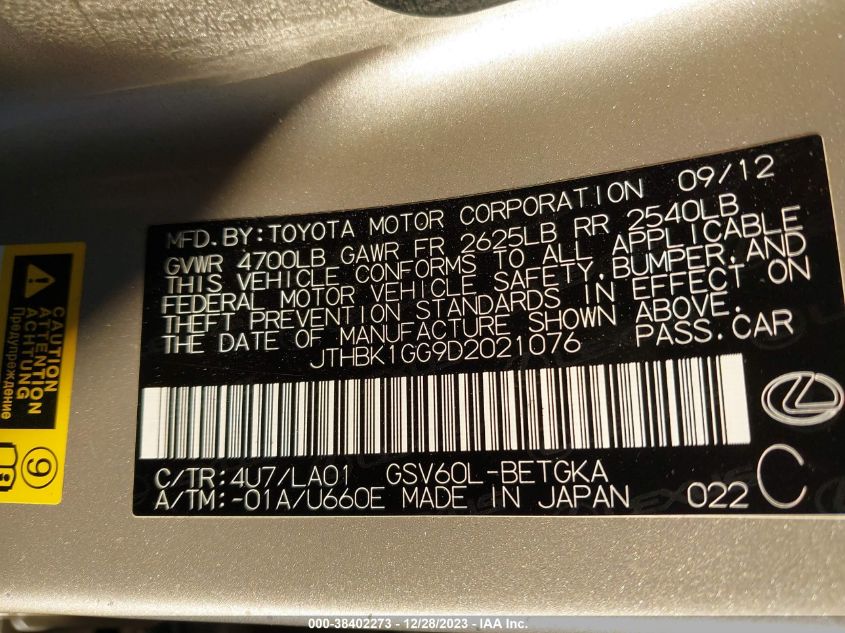 MFD. BY: TOYOTA MOTOR CORPORATION 09/12
GVWR 4700LB GAWR FR 2625LB RR 2540LB
THIS VEHICLE CONFORMS TO ALL APPLICABLE
FEDERAL MOTOR VEHICLE SAFETY, BUMPER, AND
THEFT PREVENTION STANDARDS IN EFFECT ON
THE DATE OF MANUFACTURE SHOWN ABOVE.
JTHBK1GG9D2021076 PASS. CAR
C/TR: 4U7/LA01 GSV60L-BETGKA
A/TM: -01A/U660E MADE IN JAPAN 022 C
CAUTION
ATTENTION
ACHTUNG
Предупреждение
9
000-38402273 - 12/28/2023 - IAA Inc.